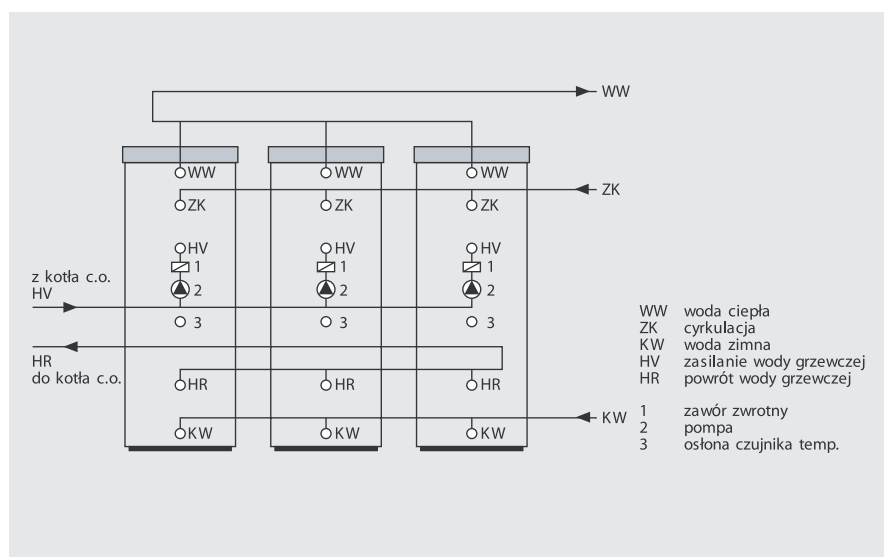 WW
WW WW WW
ZK
ZK ZK ZK
HV HV HV
1 1 1
z kotła c.o.
HV
2 2 2
3 3 3
HR
do kotła c.o.
HR HR HR
KW
KW KW KW
WW woda ciepła
ZK cyrkulacja
KW woda zimna
HV zasilanie wody grzewczej
HR powrót wody grzewczej
1 zawór zwrotny
2 pompa
3 osłona czujnika temp.